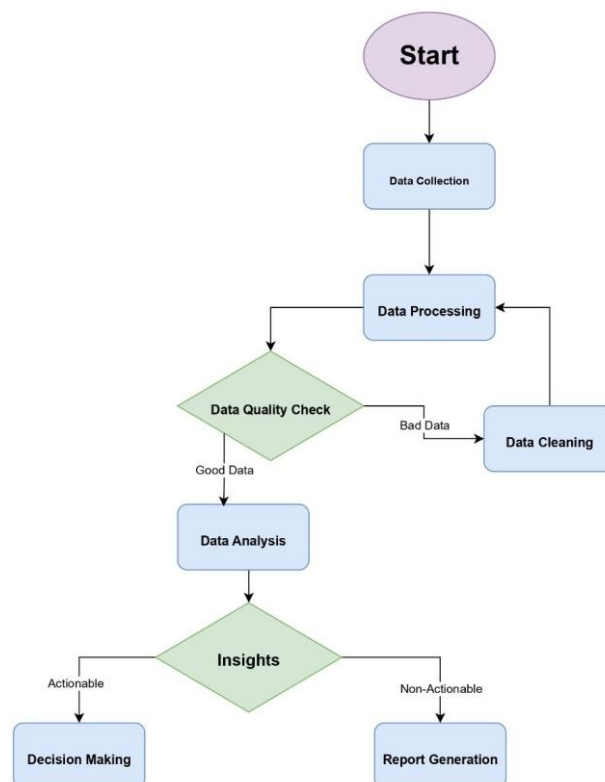 Start
Data Collection
Data Processing
Data Quality Check
Bad Data
Data Cleaning
Good Data
Data Analysis
Insights
Actionable
Non-Actionable
Decision Making
Report Generation